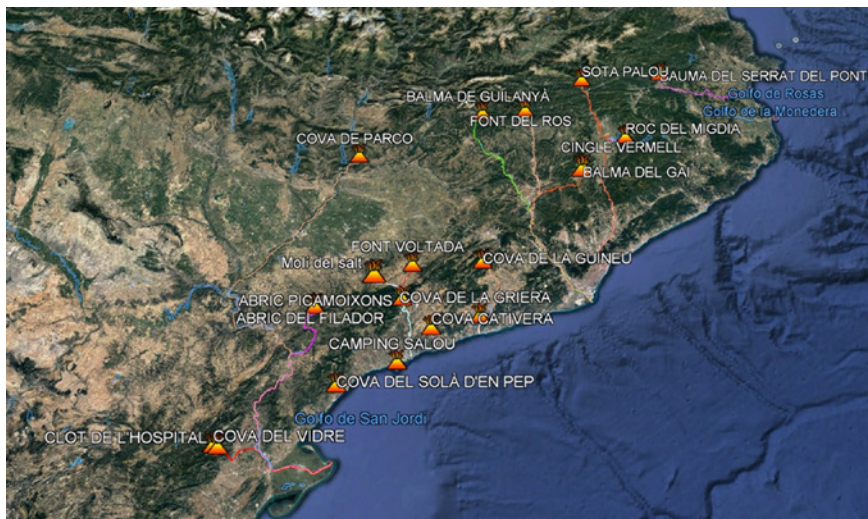 SOTA PALOU
BAUMA DEL SERRAT DEL PONT
Golfo de Rosas
BALMA DE GUILANYÀ
Golfo de la Monedera
FONT DEL ROS
ROC DEL MIGDIA
COVA DE PARCO
CINGLE VERMELL
BALMA DEL GAI
FONT VOLTADA
COVA DE LA GUINEU
Molí del salt
ABRIC PICAMOIXONS
COVA DE LA GRIERA
ABRIC DEL FILADOR
COVA CATIVERA
CAMPING SALOU
COVA DEL SOLÀ D'EN PEP
Golfo de San Jordi
CLOT DE L'HOSPITAL
COVA DEL VIDRE